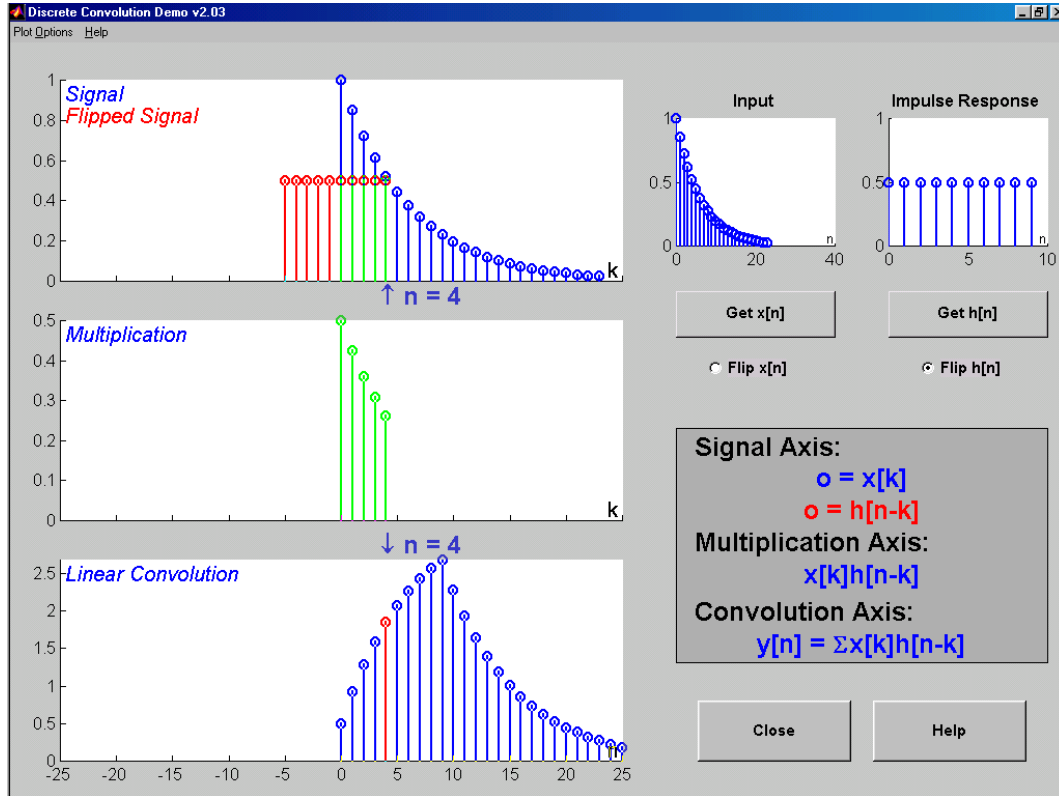 Discrete Convolution Demo v2.03
Plot Options Help
Signal
Flipped Signal
1
0.8
0.6
0.4
0.2
0
k
↑ n = 4
Multiplication
0.5
0.4
0.3
0.2
0.1
0
k
↓ n = 4
Linear Convolution
2.5
2
1.5
1
0.5
0
n
-25 -20 -15 -10 -5 0 5 10 15 20 25
Input
1
0.5
0
n
0 20 40
Impulse Response
1
0.5
0
n
0 5 10
Get x[n]
Get h[n]
Flip x[n]
Flip h[n]
Signal Axis:
o = x[k]
o = h[n-k]
Multiplication Axis:
x[k]h[n-k]
Convolution Axis:
y[n] = Σx[k]h[n-k]
Close
Help